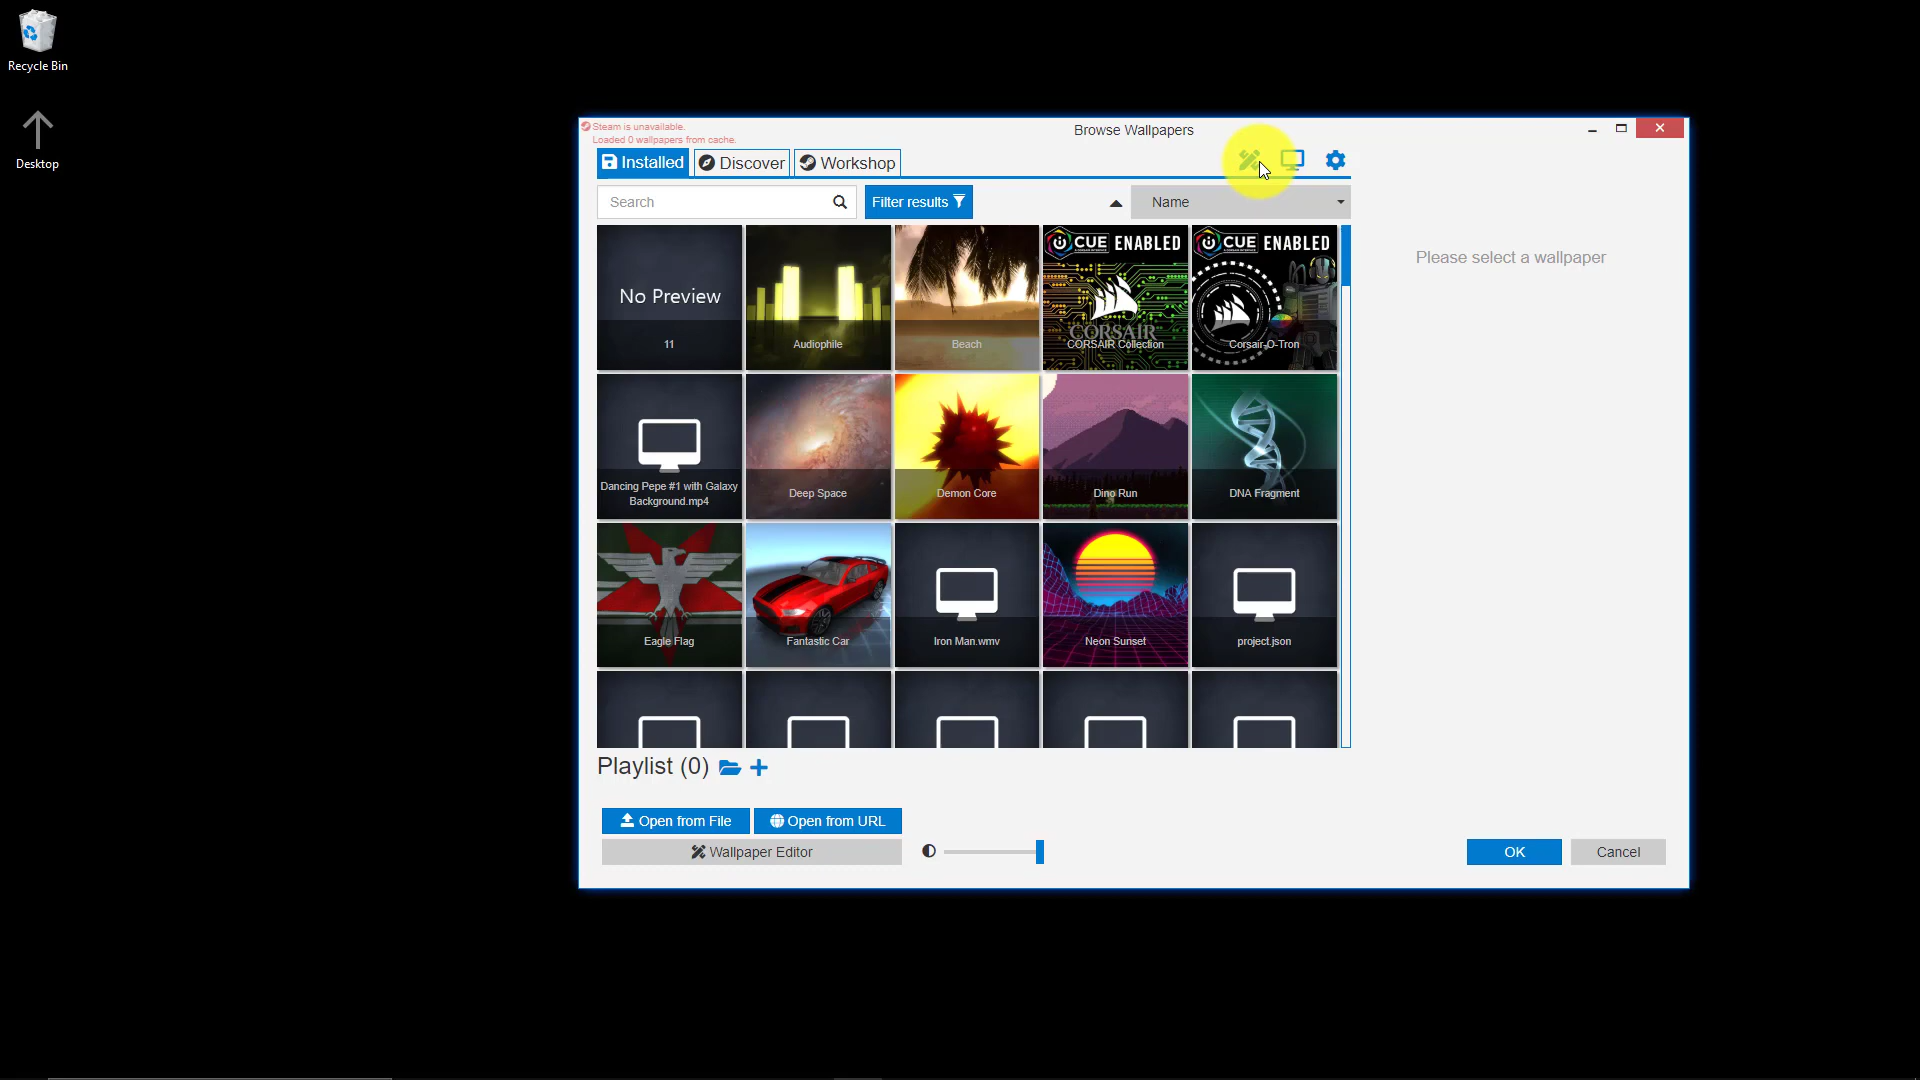 Recycle Bin
Desktop
Steam is unavailable.
Loaded 0 wallpapers from cache.
Browse Wallpapers
Installed
Discover
Workshop
Search
Filter results
Name
Please select a wallpaper
No Preview
11
Audiophile
Beach
CUE ENABLED
CORSAIR
CORSAIR Collection
CUE ENABLED
Corsair-O-Tron
Dancing Pepe #1 with Galaxy
Background.mp4
Deep Space
Demon Core
Dino Run
DNA Fragment
Eagle Flag
Fantastic Car
Iron Man.wmv
Neon Sunset
project.json
Playlist (0)
Open from File
Open from URL
Wallpaper Editor
OK
Cancel